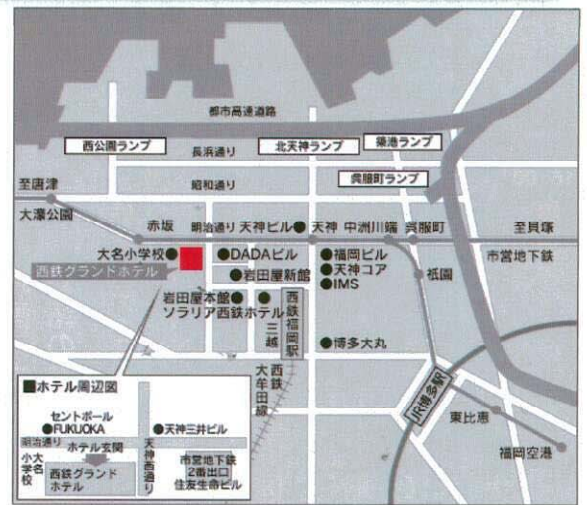 都市高速道路
西公園ランプ
長浜通り
北天神ランプ
築港ランプ
呉服町ランプ
昭和通り
至唐津
大濠公園
赤坂
明治通り
天神ビル●
天神
中洲川端
呉服町
至貝塚
市営地下鉄
大名小学校●
西鉄グランドホテル
●DADAビル
●岩田屋新館
●福岡ビル
●天神コア
●IMS
祇園
岩田屋本館●
ソラリア西鉄ホテル
三越
西鉄福岡駅
●博多大丸
西鉄大牟田線
JR博多駅
東比恵
福岡空港
■ホテル周辺図
セントポール
●FUKUOKA
●天神三井ビル
明治通り
ホテル玄関
大名小学校
西鉄グランド
ホテル
天神西通り
市営地下鉄
2番出口
住友生命ビル